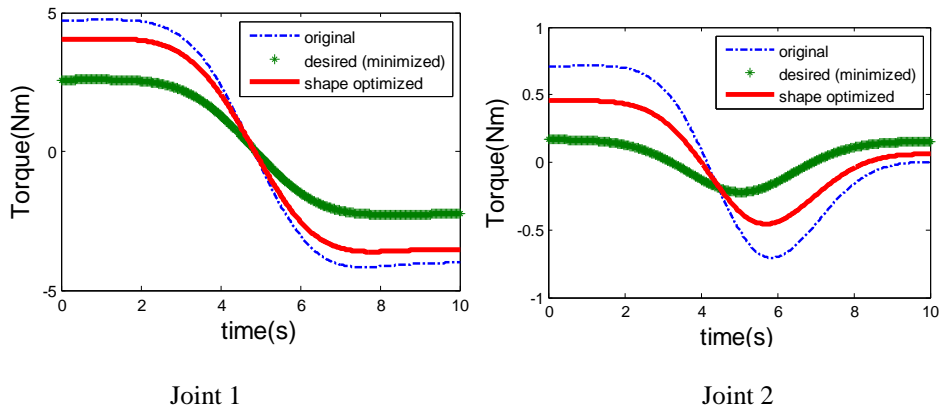 Torque(Nm)
5
0
-5
0
2
4
6
8
10
time(s)
original
desired (minimized)
shape optimized
Joint 1
Torque(Nm)
1
0.5
0
-0.5
-1
0
2
4
6
8
10
time(s)
original
desired (minimized)
shape optimized
Joint 2